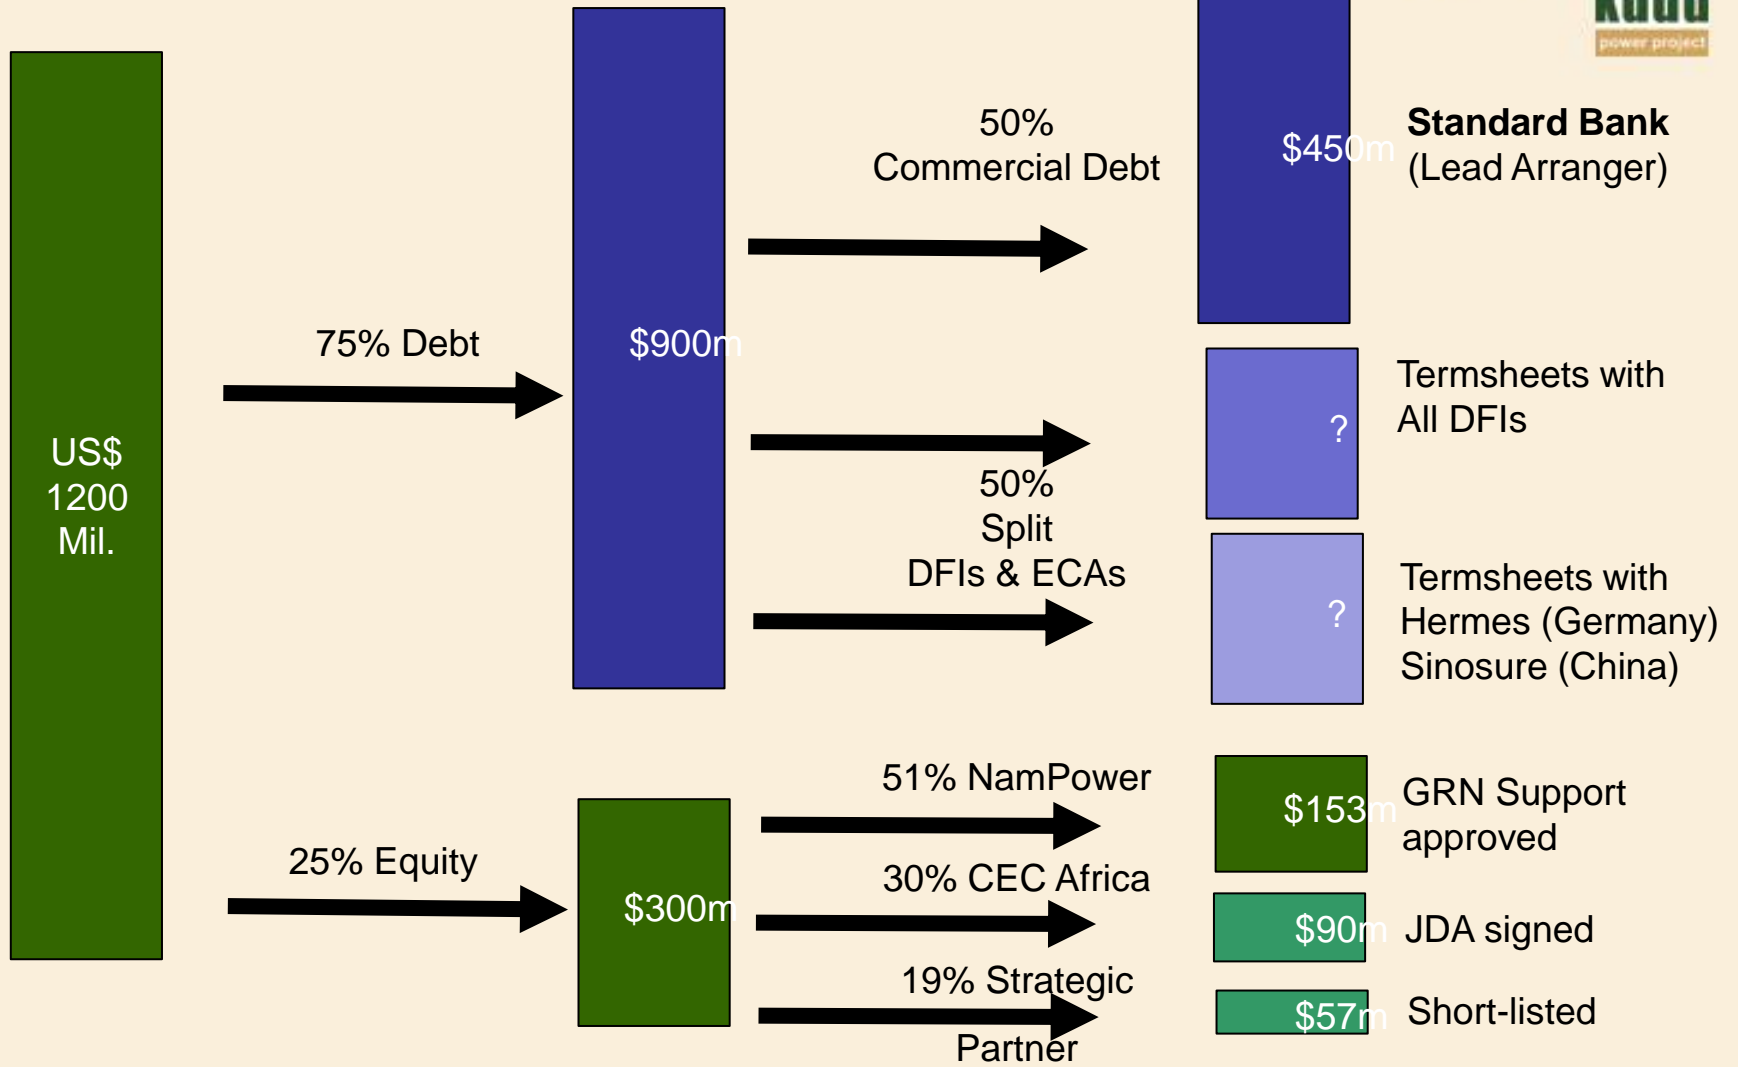 power project
US$
1200
Mil.
75% Debt
25% Equity
$900m
$300m
50%
Commercial Debt
50%
Split
DFIs & ECAs
51% NamPower
30% CEC Africa
19% Strategic
Partner
$450m
Standard Bank
(Lead Arranger)
?
Termsheets with
All DFIs
?
Termsheets with
Hermes (Germany)
Sinosure (China)
$153m
GRN Support
approved
$90m
JDA signed
$57m
Short-listed